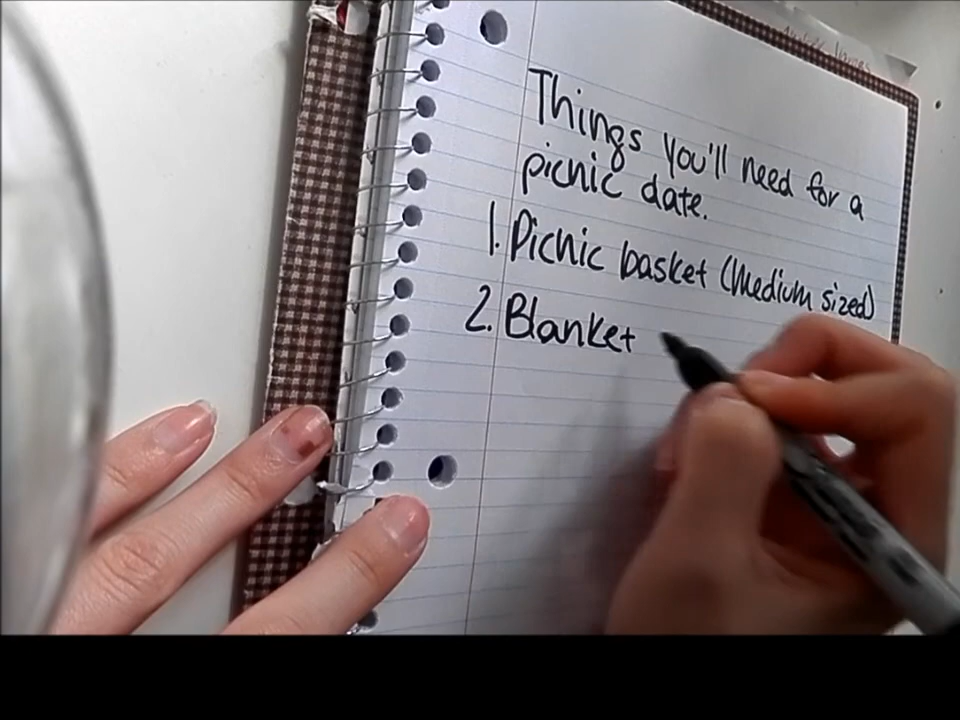 Things you'll need for a
picnic date.
1. Picnic basket (Medium sized)
2. Blanket